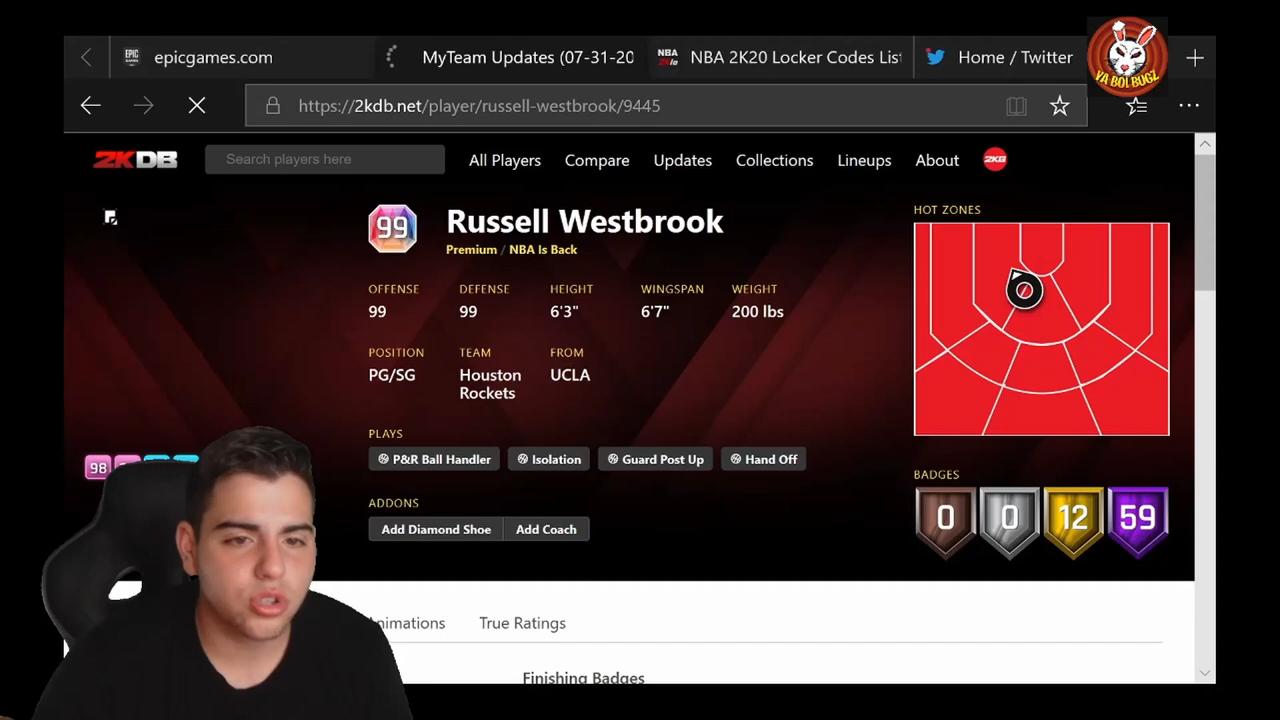 epicgames.com
MyTeam Updates (07-31-20
NBA 2K20 Locker Codes Lis
Home / Twitter
YA BOI BUGZ
https://2kdb.net/player/russell-westbrook/9445
2KDB
Search players here
All Players
Compare
Updates
Collections
Lineups
About
2KG
99
Russell Westbrook
Premium / NBA Is Back
HOT ZONES
OFFENSE
DEFENSE
HEIGHT
WINGSPAN
WEIGHT
99
99
6'3"
6'7"
200 lbs
POSITION
TEAM
FROM
PG/SG
Houston
Rockets
UCLA
PLAYS
P&R Ball Handler
Isolation
Guard Post Up
Hand Off
98
BADGES
0
0
12
59
ADDONS
Add Diamond Shoe
Add Coach
nimations
True Ratings
Finishing Badges